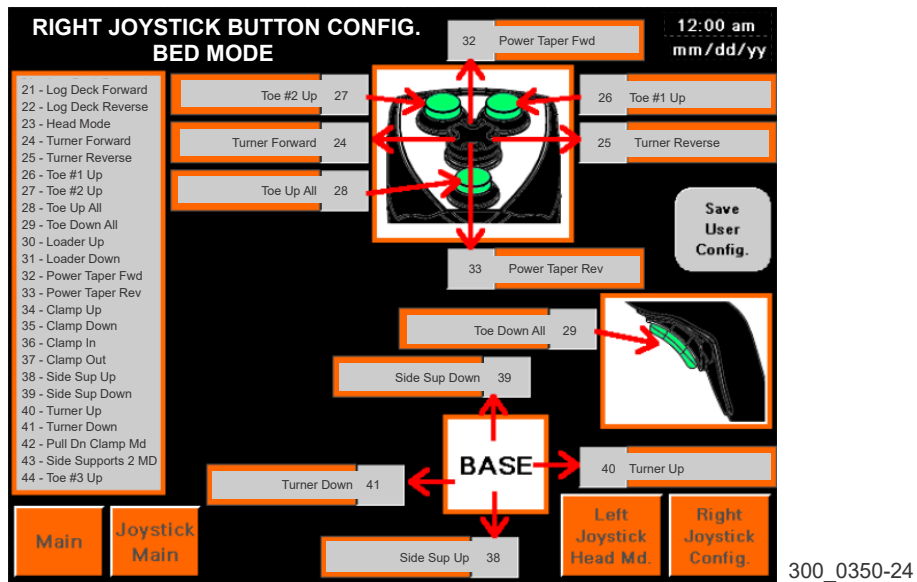 RIGHT JOYSTICK BUTTON CONFIG.
BED MODE
12:00 am
mm/dd/yy
32 Power Taper Fwd
21 - Log Deck Forward
22 - Log Deck Reverse
23 - Head Mode
24 - Turner Forward
25 - Turner Reverse
26 - Toe #1 Up
27 - Toe #2 Up
28 - Toe Up All
29 - Toe Down All
30 - Loader Up
31 - Loader Down
32 - Power Taper Fwd
33 - Power Taper Rev
34 - Clamp Up
35 - Clamp Down
36 - Clamp In
37 - Clamp Out
38 - Side Sup Up
39 - Side Sup Down
40 - Turner Up
41 - Turner Down
42 - Pull Dn Clamp Md
43 - Side Supports 2 MD
44 - Toe #3 Up
Toe #2 Up 27
26 Toe #1 Up
Turner Forward 24
25 Turner Reverse
Toe Up All 28
Save
User
Config.
33 Power Taper Rev
Toe Down All 29
Side Sup Down 39
BASE
40 Turner Up
Turner Down 41
Side Sup Up 38
Main
Joystick
Main
Left
Joystick
Head Md.
Right
Joystick
Config.
300_0350-24